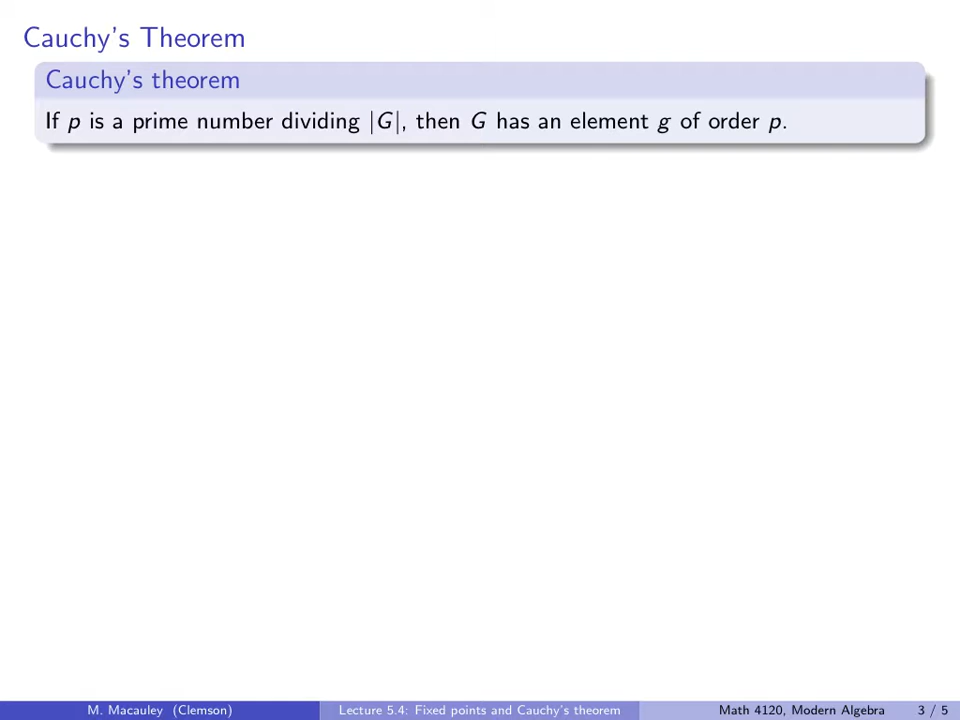 Cauchy's Theorem
Cauchy's theorem
If p is a prime number dividing |G|, then G has an element g of order p.
M. Macauley (Clemson) Lecture 5.4: Fixed points and Cauchy's theorem Math 4120, Modern Algebra 3 / 5